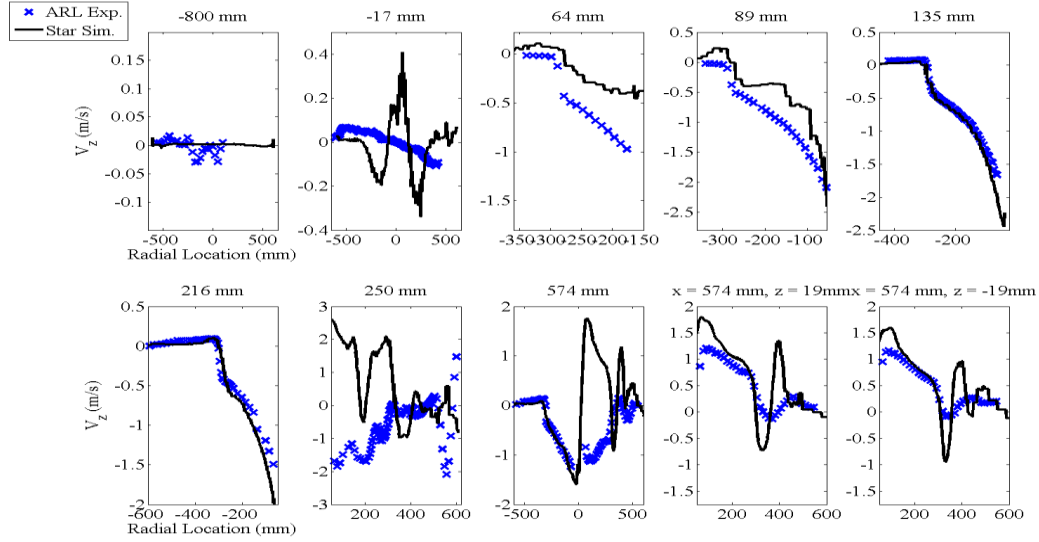 ARL Exp.
Star Sim.
-800 mm
-17 mm
64 mm
89 mm
135 mm
V_z (m/s)
0.15
0.1
0.05
0
-0.05
-0.1
-500 0 500
0.4
0.2
0
-0.2
-0.4
-500 0 500
0
-0.5
-1
-1.5
-350 -300 -250 -200 -150
0.5
0
-0.5
-1
-1.5
-2
-2.5
-300 -200 -100
0.5
0
-0.5
-1
-1.5
-2
-2.5
-400 -200
Radial Location (mm)
216 mm
250 mm
574 mm
x = 574 mm, z = 19mm
x = 574 mm, z = -19mm
V_z (m/s)
0.5
0
-0.5
-1
-1.5
-2
-600 -400 -200
3
2
1
0
-1
-2
3
200 400 600
2
1
0
-1
-2
-500 0 500
1.5
1
0.5
0
-0.5
-1
1.5
200 400 600
1.5
1
0.5
0
-0.5
-1
1.5
200 400 600
Radial Location (mm)